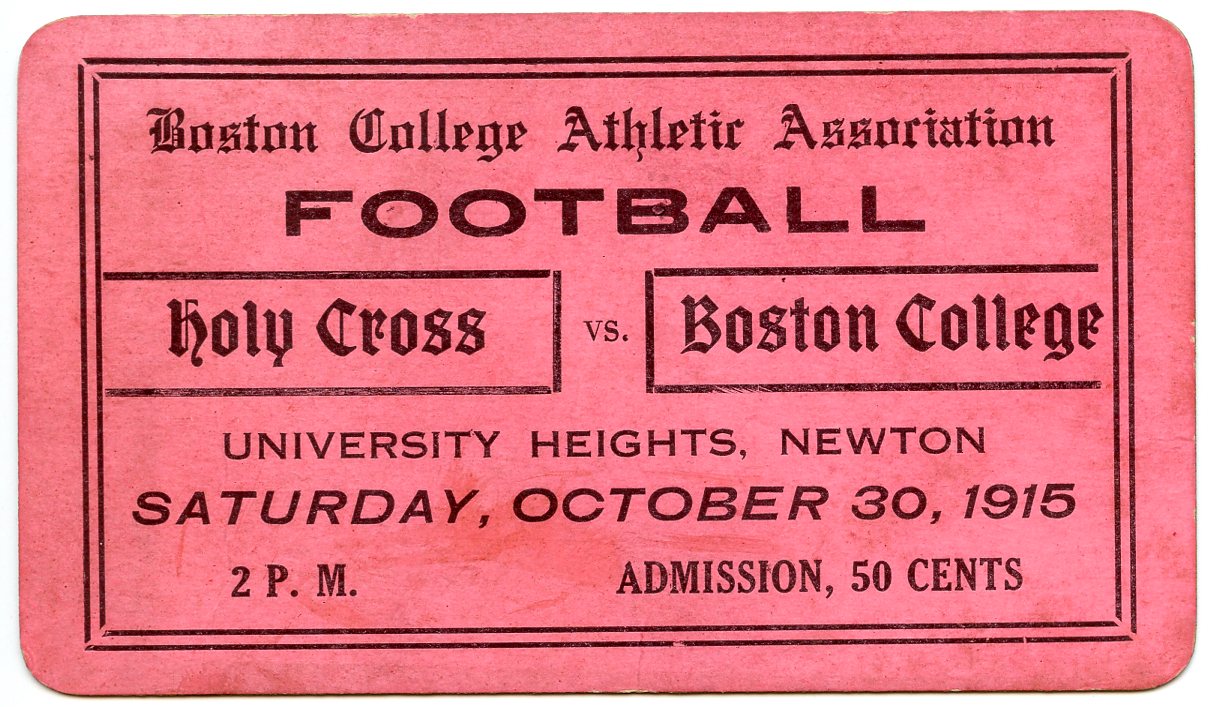 Boston College Athletic Association
FOOTBALL
Holy Cross vs. Boston College
UNIVERSITY HEIGHTS, NEWTON
SATURDAY, OCTOBER 30, 1915
2 P. M. ADMISSION, 50 CENTS